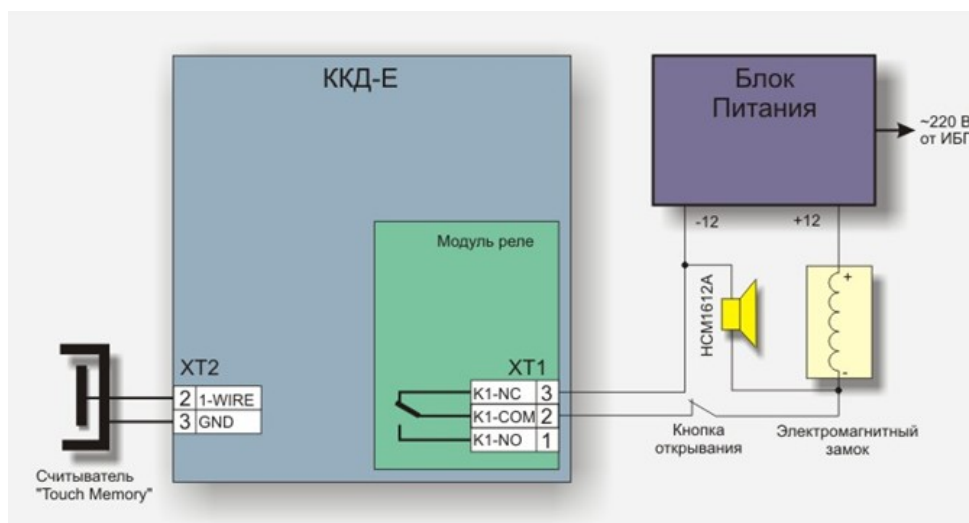 ККД-Е
Блок
Питания
~220 В
от ИБП
-12
+12
Модуль реле
HCM1612A
+
-
XT2
XT1
2 1-WIRE
3 GND
K1-NC 3
K1-COM 2
K1-NO 1
Кнопка
открывания
Электромагнитный
замок
Считыватель
"Touch Memory"